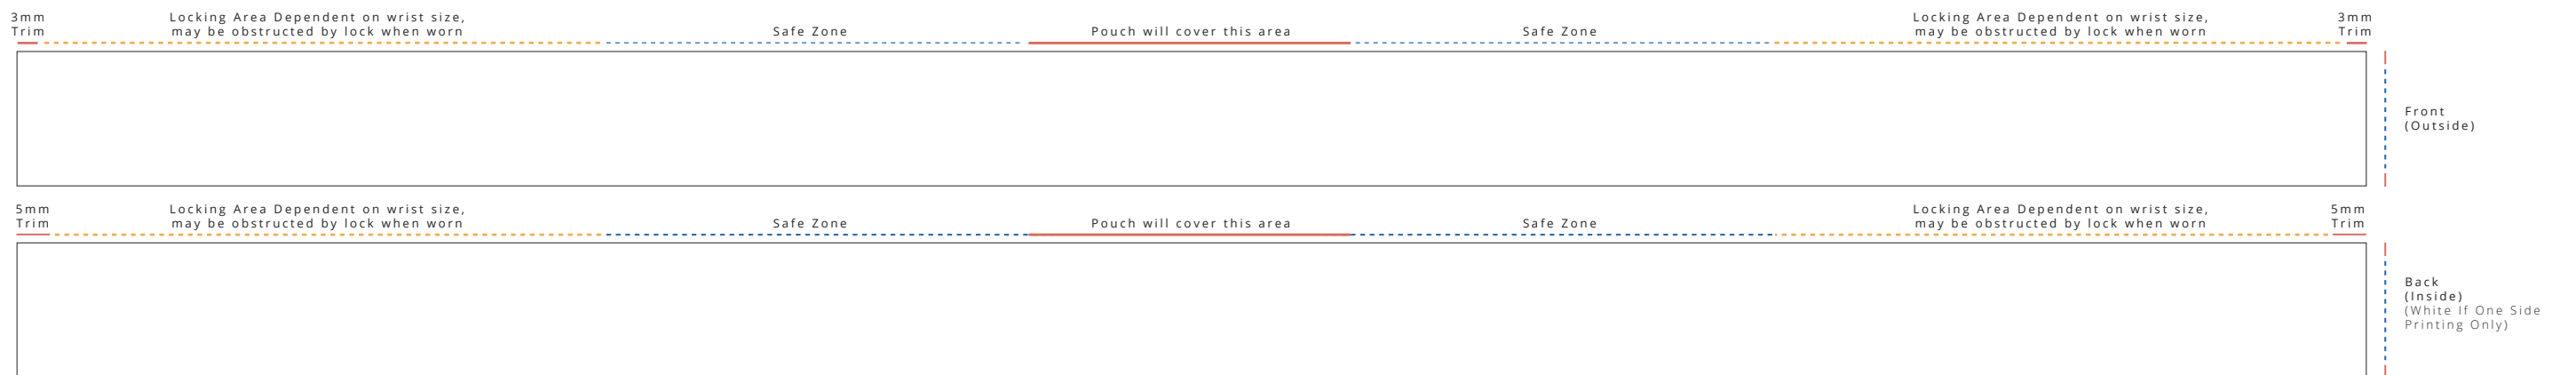 3mm
Trim
Locking Area Dependent on wrist size,
may be obstructed by lock when worn
Safe Zone
Pouch will cover this area
Safe Zone
Locking Area Dependent on wrist size,
may be obstructed by lock when worn
3mm
Trim
Front
(Outside)
5mm
Trim
Locking Area Dependent on wrist size,
may be obstructed by lock when worn
Safe Zone
Pouch will cover this area
Safe Zone
Locking Area Dependent on wrist size,
may be obstructed by lock when worn
5mm
Trim
Back
(Inside)
(White If One Side
Printing Only)